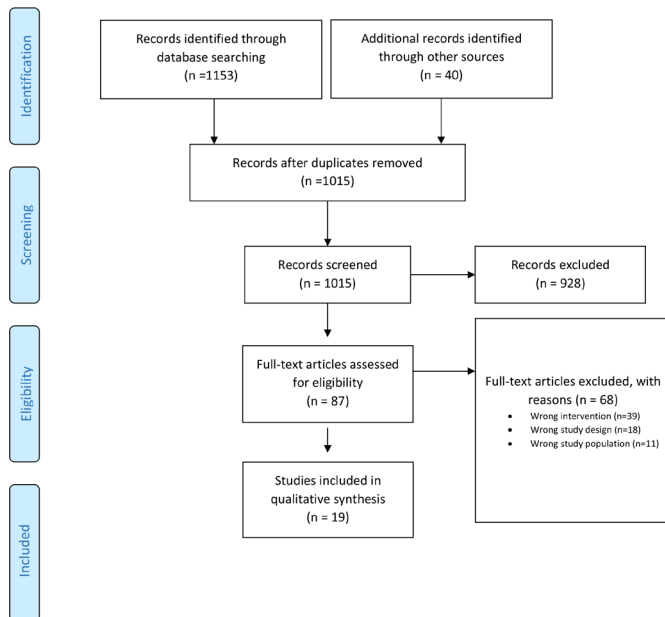 Identification
Records identified through
database searching
(n =1153)
Additional records identified
through other sources
(n = 40)
Records after duplicates removed
(n =1015)
Screening
Records screened
(n = 1015)
Records excluded
(n = 928)
Eligibility
Full-text articles assessed
for eligibility
(n = 87)
Full-text articles excluded, with
reasons (n = 68)
• Wrong intervention (n=39)
• Wrong study design (n=18)
• Wrong study population (n=11)
Included
Studies included in
qualitative synthesis
(n = 19)